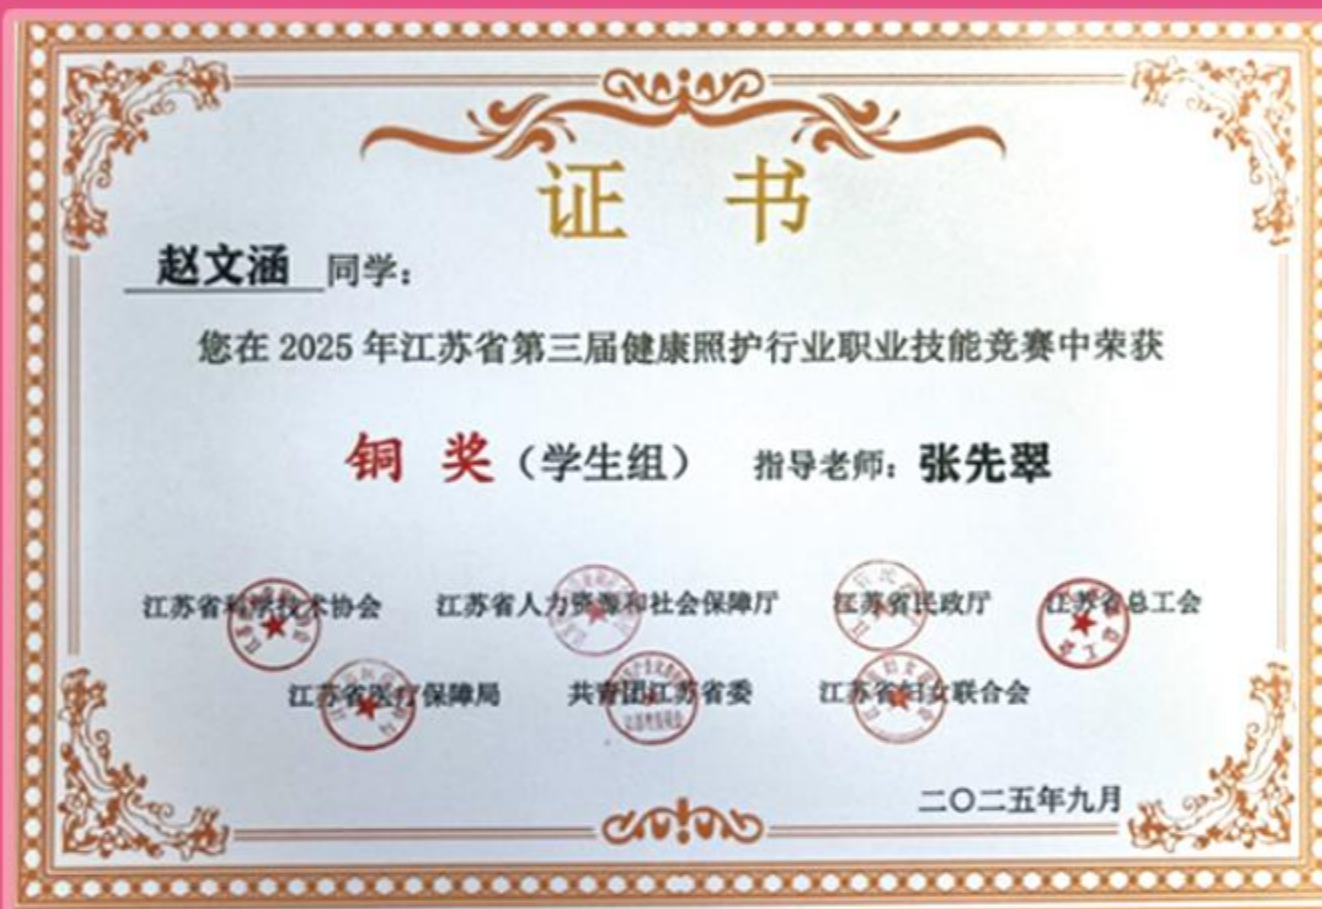 证 书
赵文涵 同学：
您在 2025 年江苏省第三届健康照护行业职业技能竞赛中荣获
铜 奖（学生组） 指导老师：张先翠
江苏省科学技术协会 江苏省人力资源和社会保障厅 江苏省民政厅 江苏省总工会
江苏省医疗保障局 共青团江苏省委 江苏省妇女联合会
二〇二五年九月